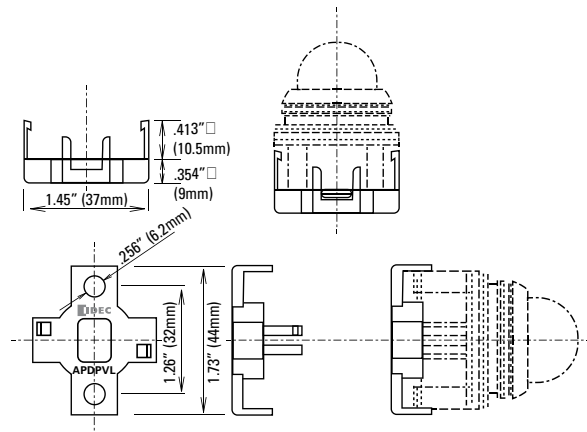 .413” □
(10.5mm)
.354” □
(9mm)
1.45” (37mm)
.256” (6.2mm)
IDEC
APDPVL
1.26” (32mm)
1.73” (44mm)